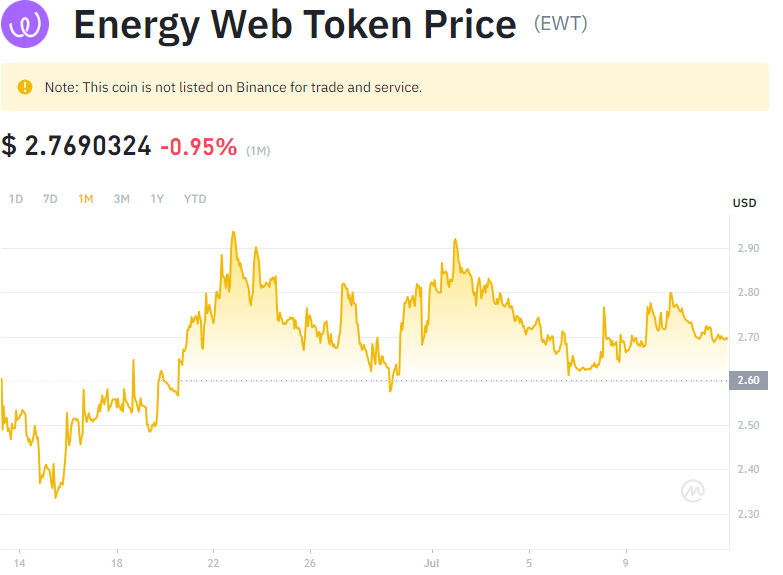 Energy Web Token Price (EWT)
Note: This coin is not listed on Binance for trade and service.
$ 2.7690324 -0.95% (1M)
1D 7D 1M 3M 1Y YTD
USD
2.90
2.80
2.70
2.60
2.50
2.40
2.30
14 18 22 26 Jul 5 9